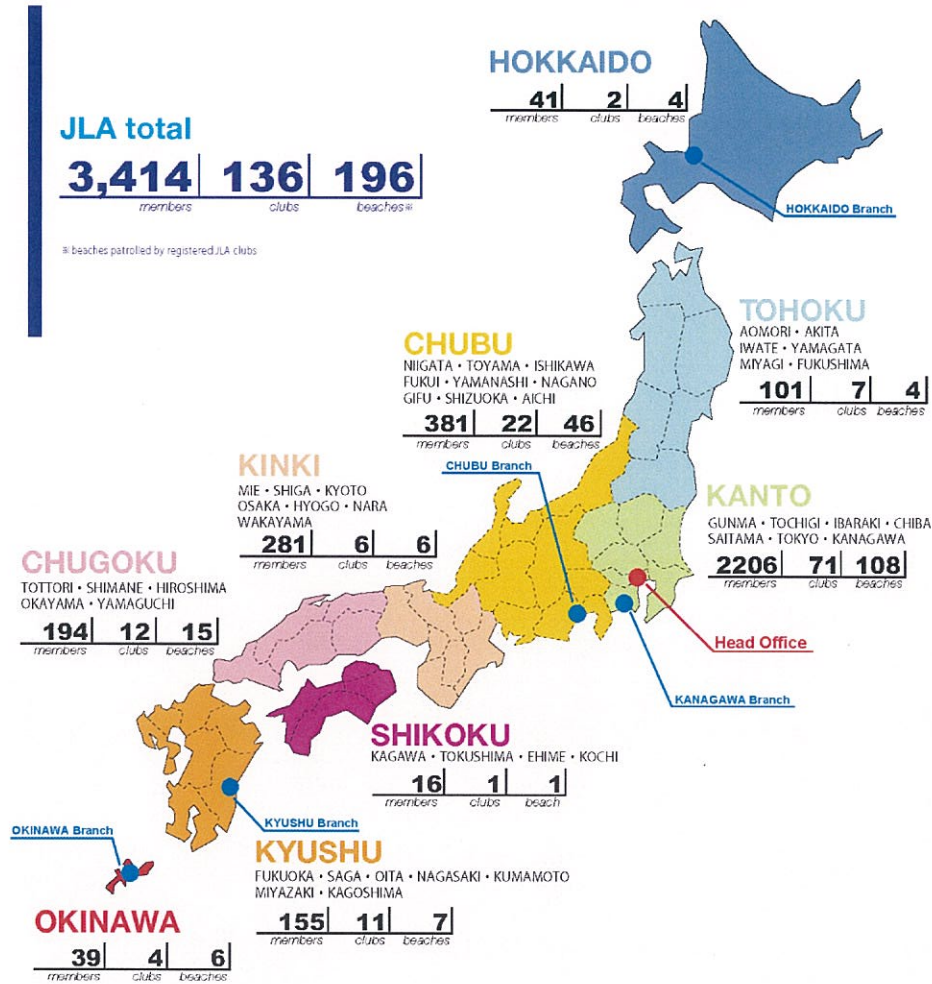 JLA total
3,414 136 196
members clubs beaches※
※ beaches patrolled by registered JLA clubs
HOKKAIDO
41 2 4
members clubs beaches
HOKKAIDO Branch
TOHOKU
AOMORI・AKITA
IWATE・YAMAGATA
MIYAGI・FUKUSHIMA
101 7 4
members clubs beaches
CHUBU
NIIGATA・TOYAMA・ISHIKAWA
FUKUI・YAMANASHI・NAGANO
GIFU・SHIZUOKA・AICHI
381 22 46
members clubs beaches
CHUBU Branch
KINKI
MIE・SHIGA・KYOTO
OSAKA・HYOGO・NARA
WAKAYAMA
281 6 6
members clubs beaches
KANTO
GUNMA・TOCHIGI・IBARAKI・CHIBA
SAITAMA・TOKYO・KANAGAWA
2206 71 108
members clubs beaches
Head Office
KANAGAWA Branch
CHUGOKU
TOTTORI・SHIMANE・HIROSHIMA
OKAYAMA・YAMAGUCHI
194 12 15
members clubs beaches
SHIKOKU
KAGAWA・TOKUSHIMA・EHIME・KOCHI
16 1 1
members clubs beach
KYUSHU Branch
KYUSHU
FUKUOKA・SAGA・OITA・NAGASAKI・KUMAMOTO
MIYAZAKI・KAGOSHIMA
155 11 7
members clubs beaches
OKINAWA Branch
OKINAWA
39 4 6
members clubs beaches